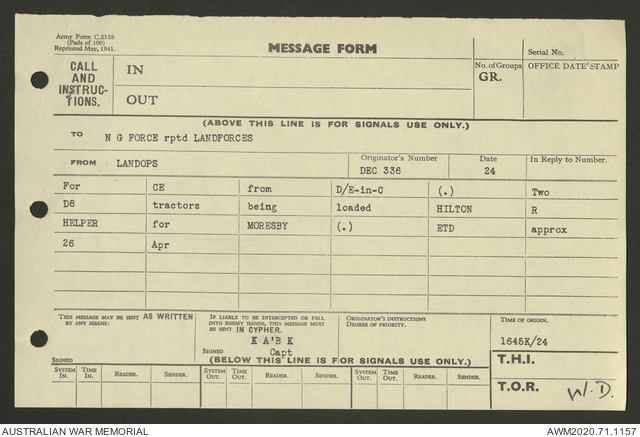 Army Form C.2128
(Pads of 100)
Reprinted May, 1941.
MESSAGE FORM
Serial No.
CALL AND INSTRUC-TIONS.
IN
OUT
No. of Groups
GR.
OFFICE DATE STAMP
(ABOVE THIS LINE IS FOR SIGNALS USE ONLY.)
TO N G FORCE rptd LANDFORCES
FROM LANDOPS
Originator's Number
DEC 336
Date
24
In Reply to Number.
For CE from D/E-in-C (.) Two
D8 tractors being loaded HILTON R
HELPER for MORESBY (.) ETD approx
26 Apr
THIS MESSAGE MAY BE SENT AS WRITTEN
BY ANY MEANS:
SIGNED
IF LIABLE TO BE INTERCEPTED OR FALL
INTO ENEMY HANDS, THIS MESSAGE MUST
BE SENT IN CYPHER.
K A'B K
SIGNED Capt
ORIGINATOR'S INSTRUCTIONS
DEGREE OF PRIORITY.
TIME OF ORIGIN.
1645K/24
(BELOW THIS LINE IS FOR SIGNALS USE ONLY.)
T.H.I.
SYSTEM IN. TIME IN. READER. SENDER. SYSTEM OUT. TIME OUT. READER. SENDER. SYSTEM OUT. TIME OUT. READER. SENDER.
T.O.R.
W.D.
AUSTRALIAN WAR MEMORIAL
AWM2020.71.1157